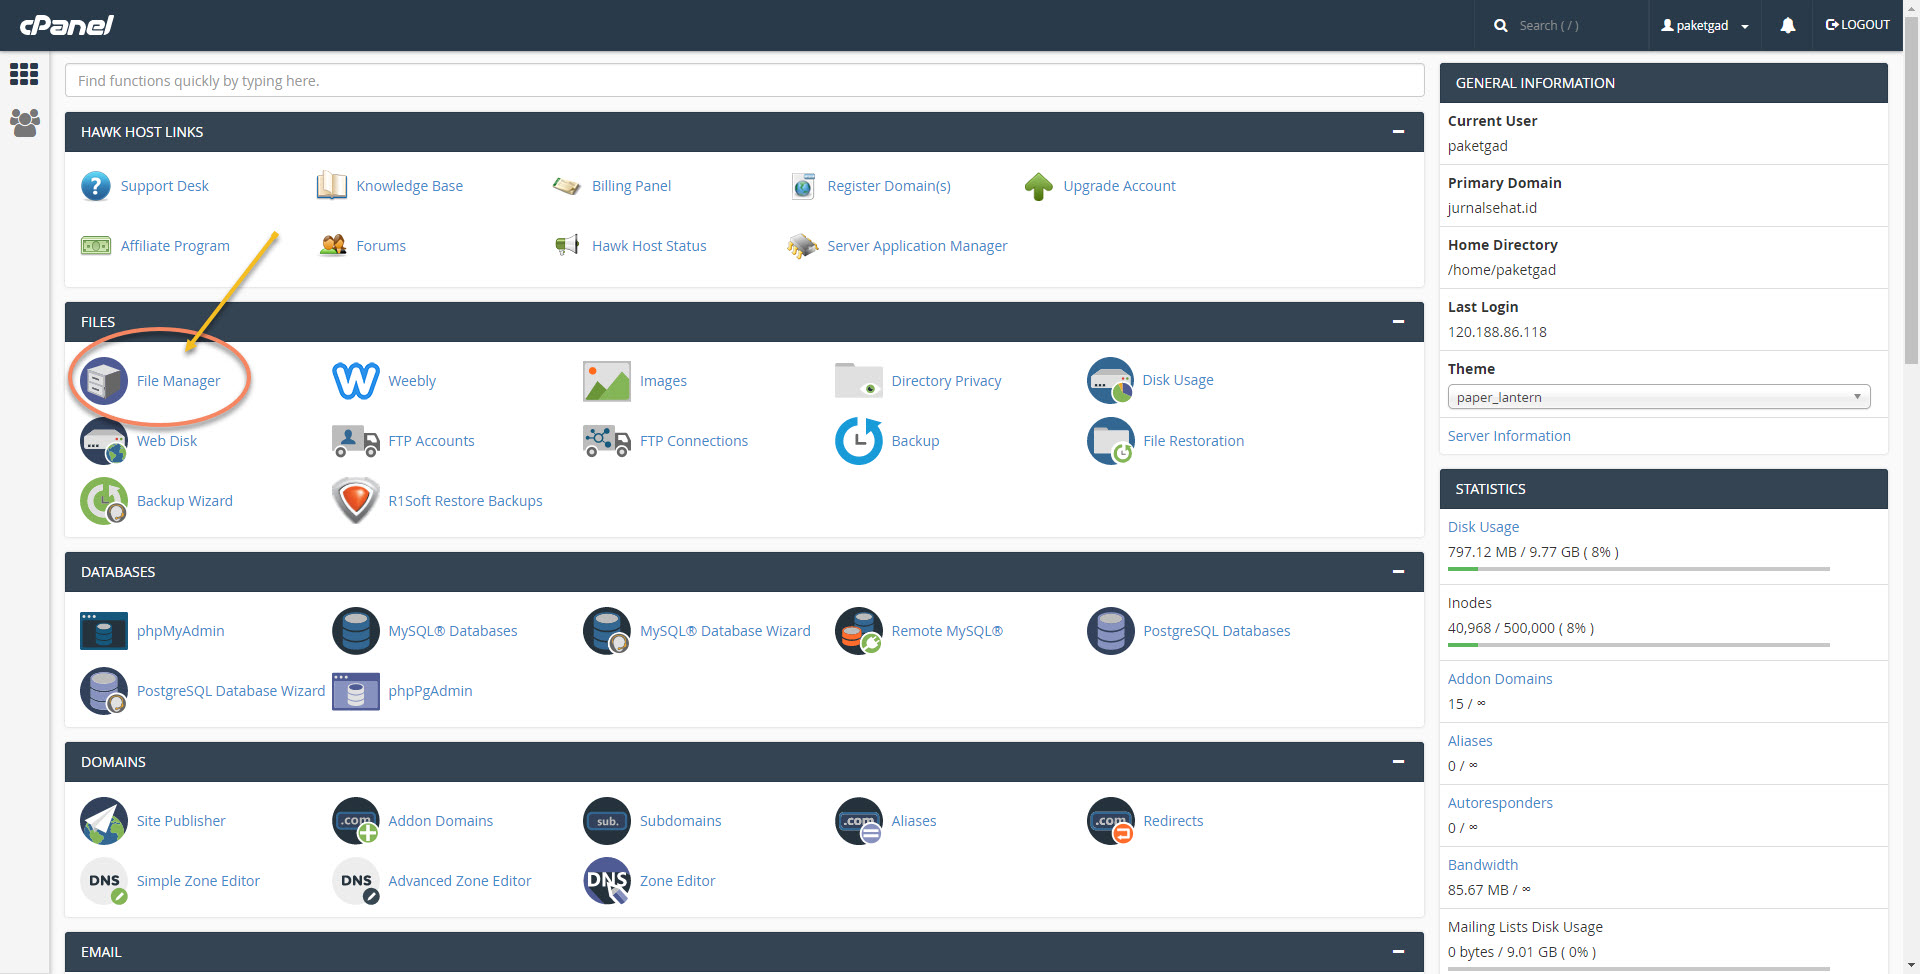 cPanel
Search ( / )
paketgad
LOGOUT
Find functions quickly by typing here.
HAWK HOST LINKS
Support Desk
Knowledge Base
Billing Panel
Register Domain(s)
Upgrade Account
Affiliate Program
Forums
Hawk Host Status
Server Application Manager
FILES
File Manager
Weebly
Images
Directory Privacy
Disk Usage
Web Disk
FTP Accounts
FTP Connections
Backup
File Restoration
Backup Wizard
R1Soft Restore Backups
DATABASES
phpMyAdmin
MySQL® Databases
MySQL® Database Wizard
Remote MySQL®
PostgreSQL Databases
PostgreSQL Database Wizard
phpPgAdmin
DOMAINS
Site Publisher
.com
Addon Domains
sub.
Subdomains
.com
Aliases
.com
Redirects
DNS
Simple Zone Editor
DNS
Advanced Zone Editor
DNS
Zone Editor
EMAIL
GENERAL INFORMATION
Current User
paketgad
Primary Domain
jurnalsehat.id
Home Directory
/home/paketgad
Last Login
120.188.86.118
Theme
paper_lantern
Server Information
STATISTICS
Disk Usage
797.12 MB / 9.77 GB ( 8% )
Inodes
40,968 / 500,000 ( 8% )
Addon Domains
15 / ∞
Aliases
0 / ∞
Autoresponders
0 / ∞
Bandwidth
85.67 MB / ∞
Mailing Lists Disk Usage
0 bytes / 9.01 GB ( 0% )